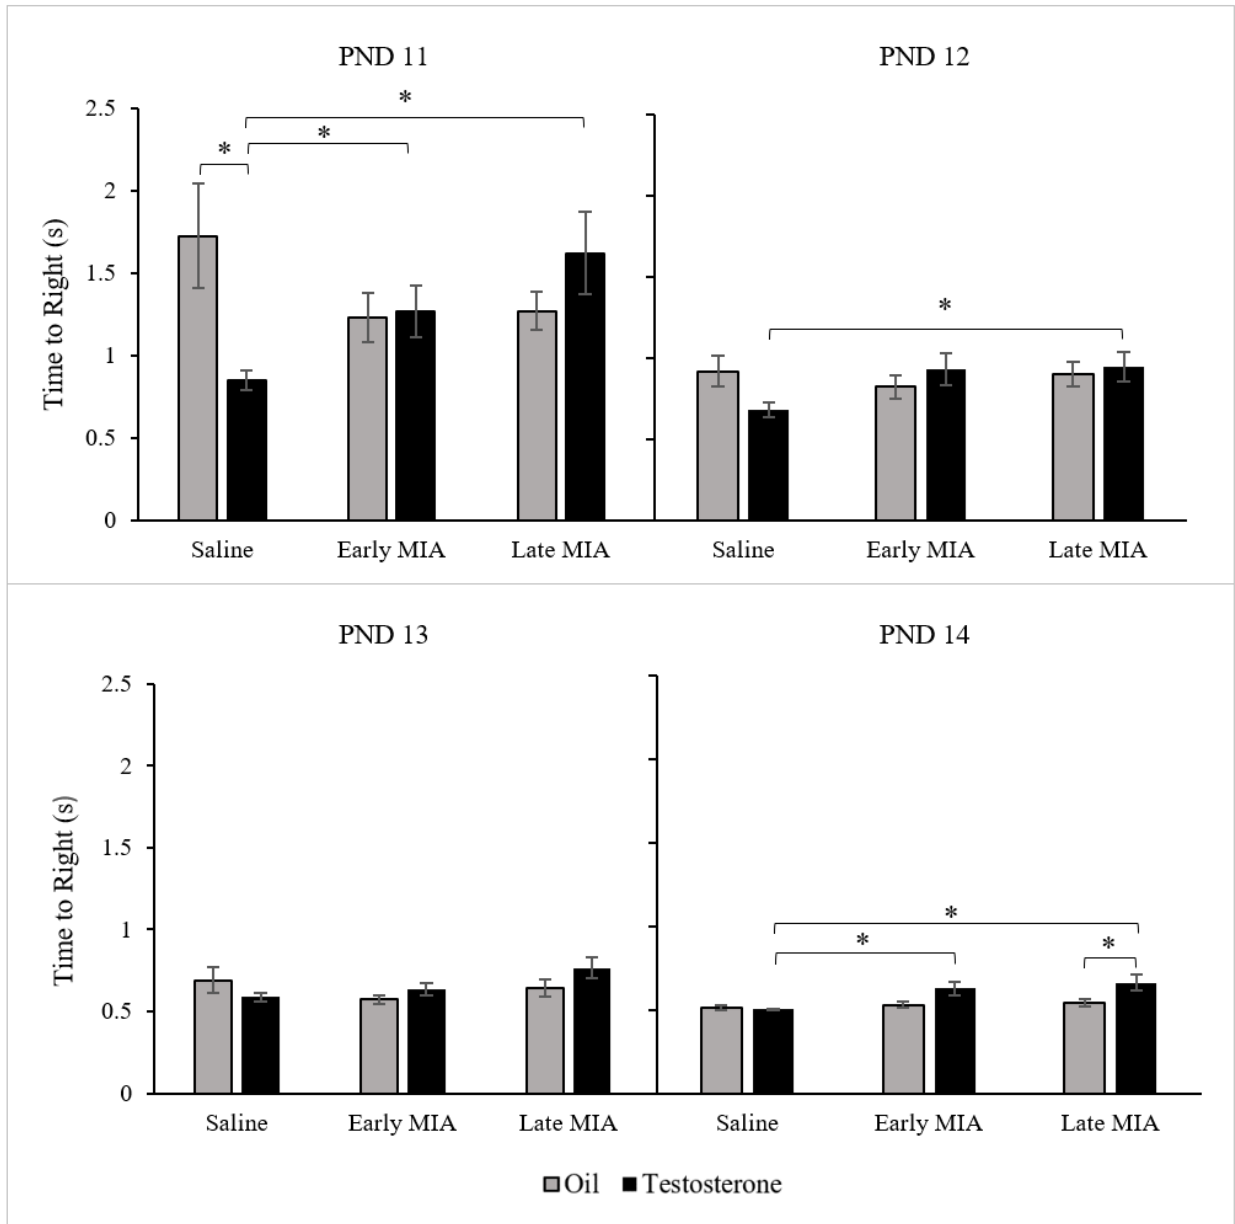 PND 11
PND 12
2.5
2
1.5
1
0.5
0
Time to Right (s)
*
*
*
*
Saline
Early MIA
Late MIA
Saline
Early MIA
Late MIA
PND 13
PND 14
2.5
2
1.5
1
0.5
0
Time to Right (s)
*
*
*
Saline
Early MIA
Late MIA
Saline
Early MIA
Late MIA
Oil
Testosterone